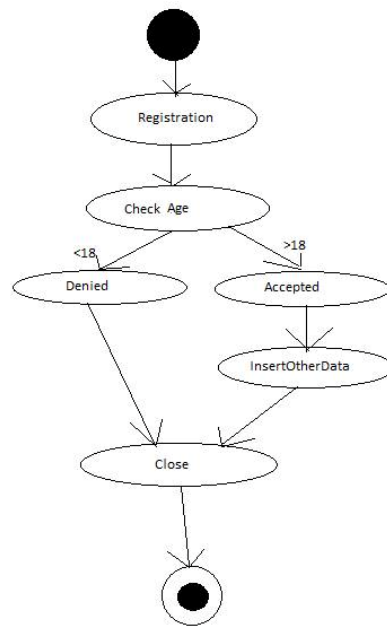 Registration
Check Age
<18
>18
Denied
Accepted
InsertOtherData
Close